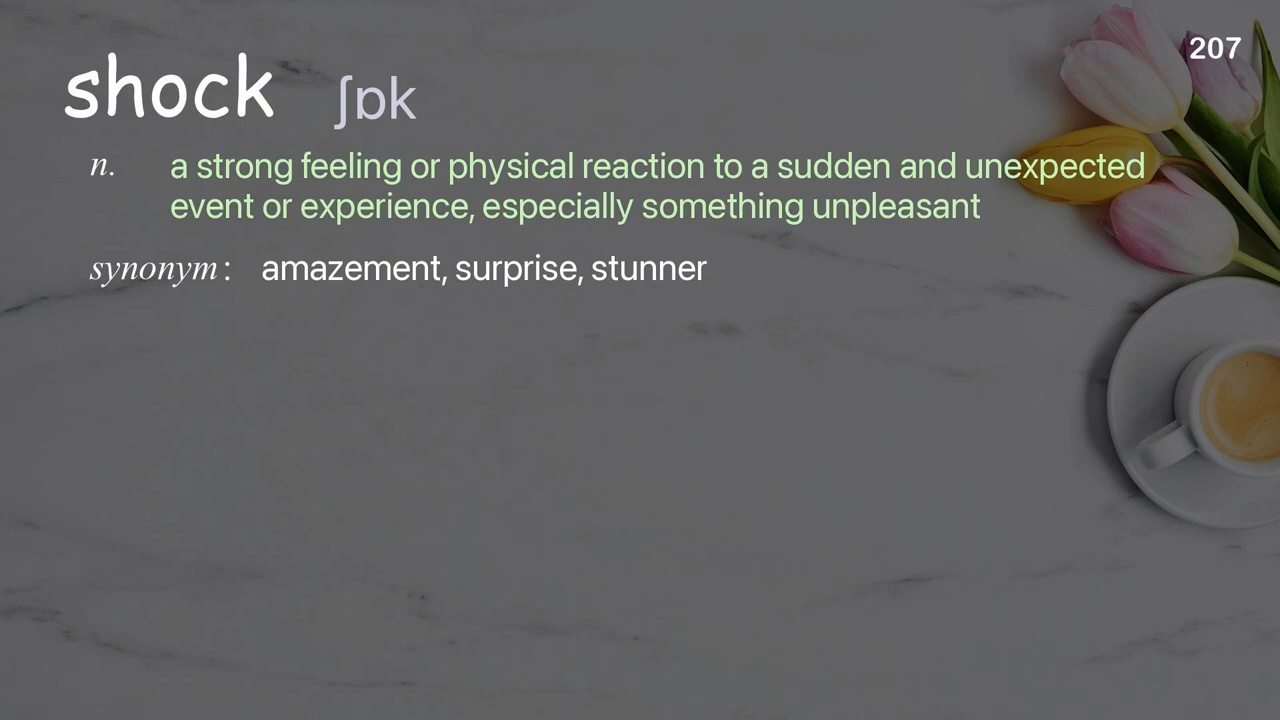 207
shock ʃɒk
n. a strong feeling or physical reaction to a sudden and unexpected
event or experience, especially something unpleasant
synonym : amazement, surprise, stunner